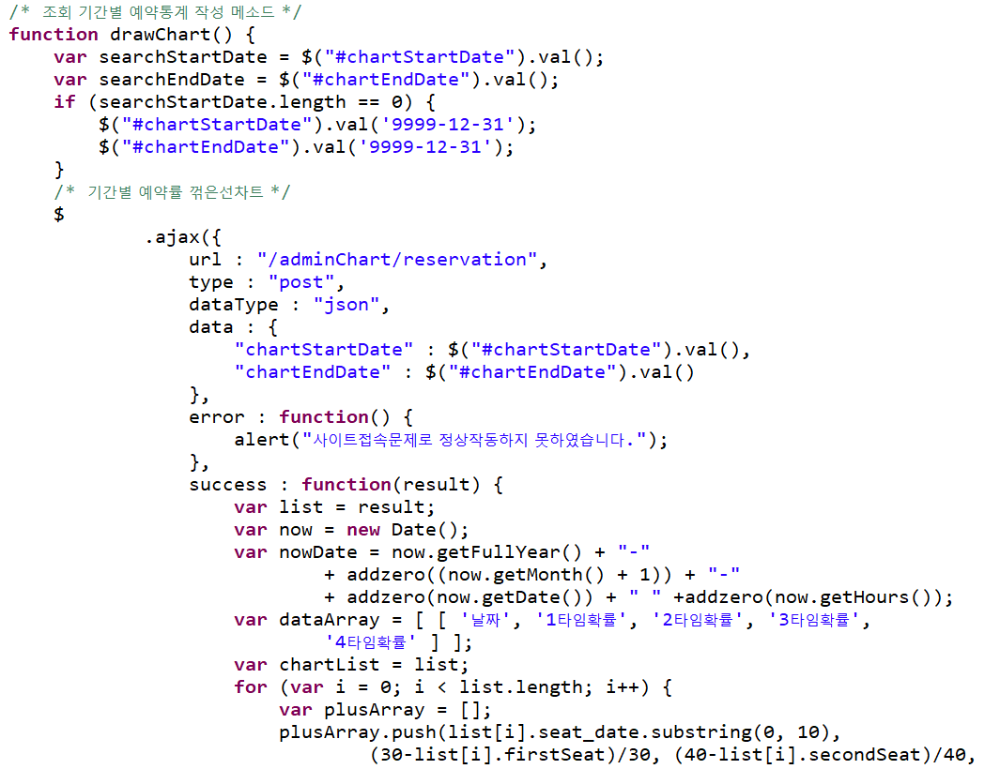 /* 조회 기간별 예약통계 작성 메소드 */
function drawChart() {
    var searchStartDate = $("#chartStartDate").val();
    var searchEndDate = $("#chartEndDate").val();
    if (searchStartDate.length == 0) {
        $("#chartStartDate").val('9999-12-31');
        $("#chartEndDate").val('9999-12-31');
    }
    /* 기간별 예약률 꺾은선차트 */
    $
            .ajax({
                url : "/adminChart/reservation",
                type : "post",
                dataType : "json",
                data : {
                    "chartStartDate" : $("#chartStartDate").val(),
                    "chartEndDate" : $("#chartEndDate").val()
                },
                error : function() {
                    alert("사이트접속문제로 정상작동하지 못하였습니다.");
                },
                success : function(result) {
                    var list = result;
                    var now = new Date();
                    var nowDate = now.getFullYear() + "-"
                            + addzero((now.getMonth() + 1)) + "-"
                            + addzero(now.getDate()) + " " +addzero(now.getHours());
                    var dataArray = [ [ '날짜', '1타임확률', '2타임확률', '3타임확률',
                            '4타임확률' ] ];
                    var chartList = list;
                    for (var i = 0; i < list.length; i++) {
                        var plusArray = [];
                        plusArray.push(list[i].seat_date.substring(0, 10),
                                (30-list[i].firstSeat)/30, (40-list[i].secondSeat)/40,